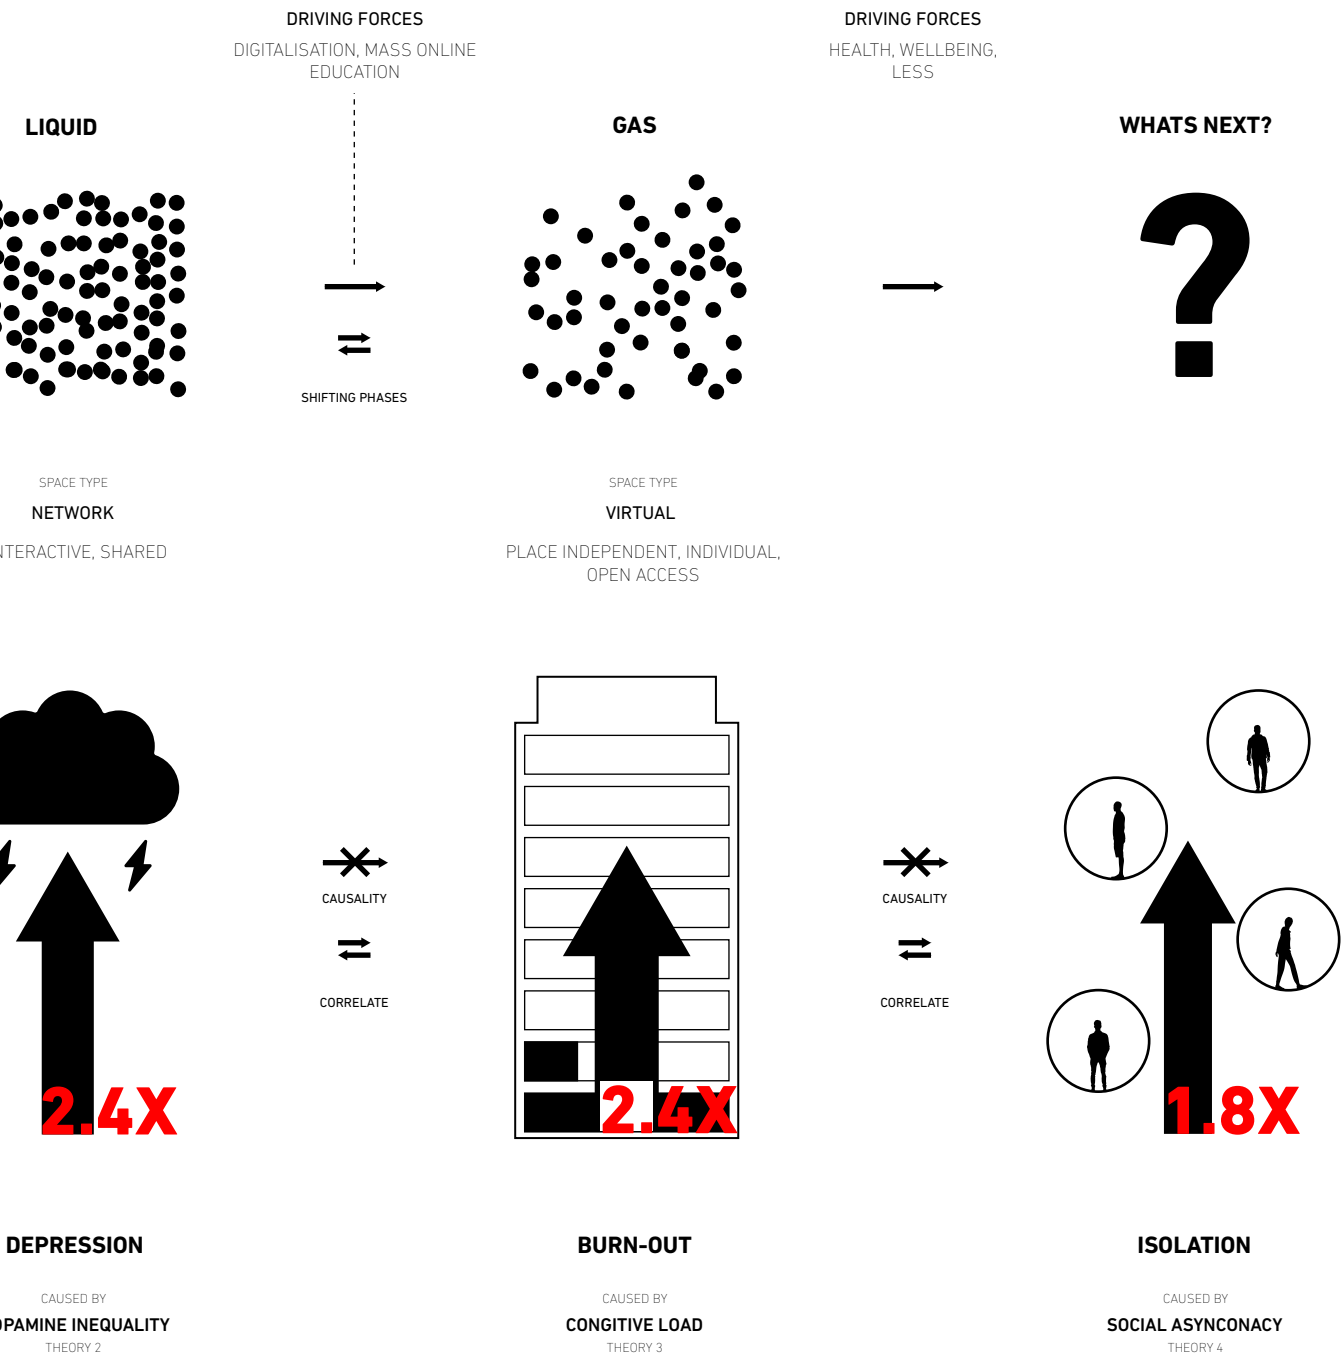 DRIVING FORCES
DIGITALISATION, MASS ONLINE
EDUCATION
DRIVING FORCES
HEALTH, WELLBEING,
LESS
LIQUID
GAS
WHATS NEXT?
SHIFTING PHASES
SPACE TYPE
NETWORK
NTERACTIVE, SHARED
SPACE TYPE
VIRTUAL
PLACE INDEPENDENT, INDIVIDUAL,
OPEN ACCESS
CAUSALITY
CORRELATE
CAUSALITY
CORRELATE
2.4X
2.4X
1.8X
DEPRESSION
CAUSED BY
OPAMINE INEQUALITY
THEORY 2
BURN-OUT
CAUSED BY
CONGITIVE LOAD
THEORY 3
ISOLATION
CAUSED BY
SOCIAL ASYNCONACY
THEORY 4